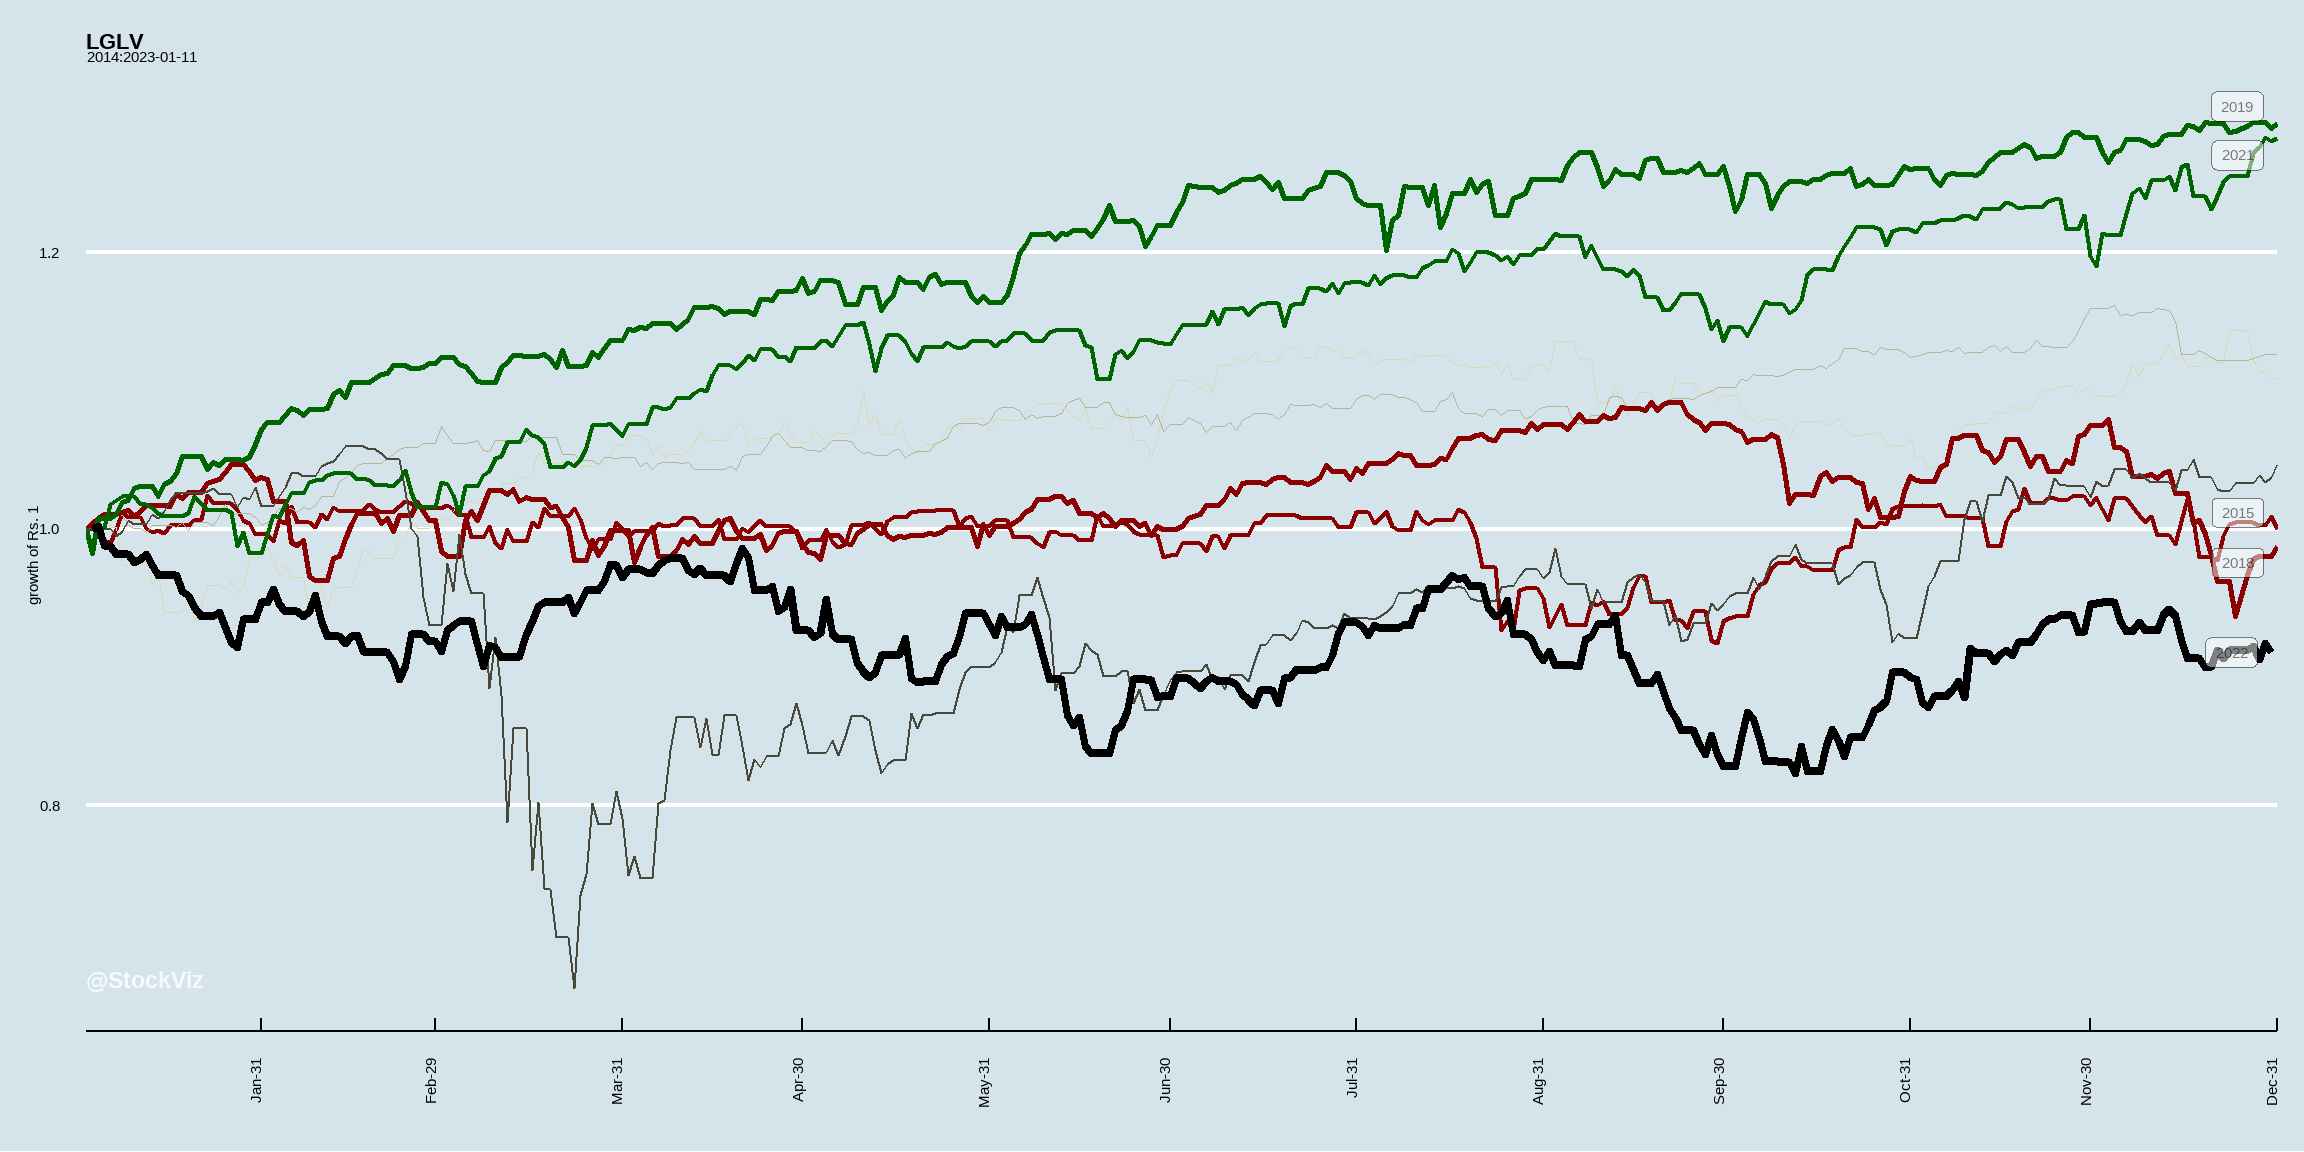 LGLV
2014:2023-01-11
2019
2021
1.2
growth of Rs. 1
1.0
2015
2018
2022
0.8
@StockViz
Jan-31
Feb-29
Mar-31
Apr-30
May-31
Jun-30
Jul-31
Aug-31
Sep-30
Oct-31
Nov-30
Dec-31